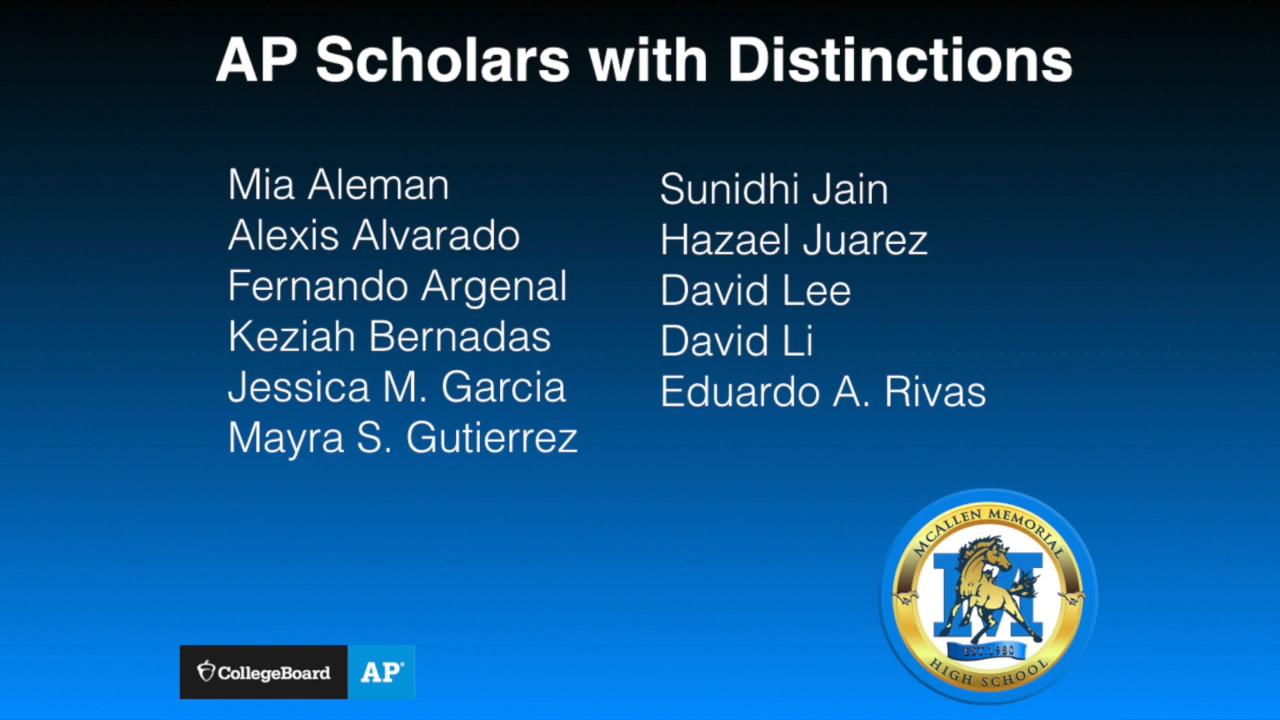 AP Scholars with Distinctions
Mia Aleman
Alexis Alvarado
Fernando Argenal
Keziah Bernadas
Jessica M. Garcia
Mayra S. Gutierrez
Sunidhi Jain
Hazael Juarez
David Lee
David Li
Eduardo A. Rivas
MCALLEN MEMORIAL
M
EST. 1980
HIGH SCHOOL
CollegeBoard
AP®